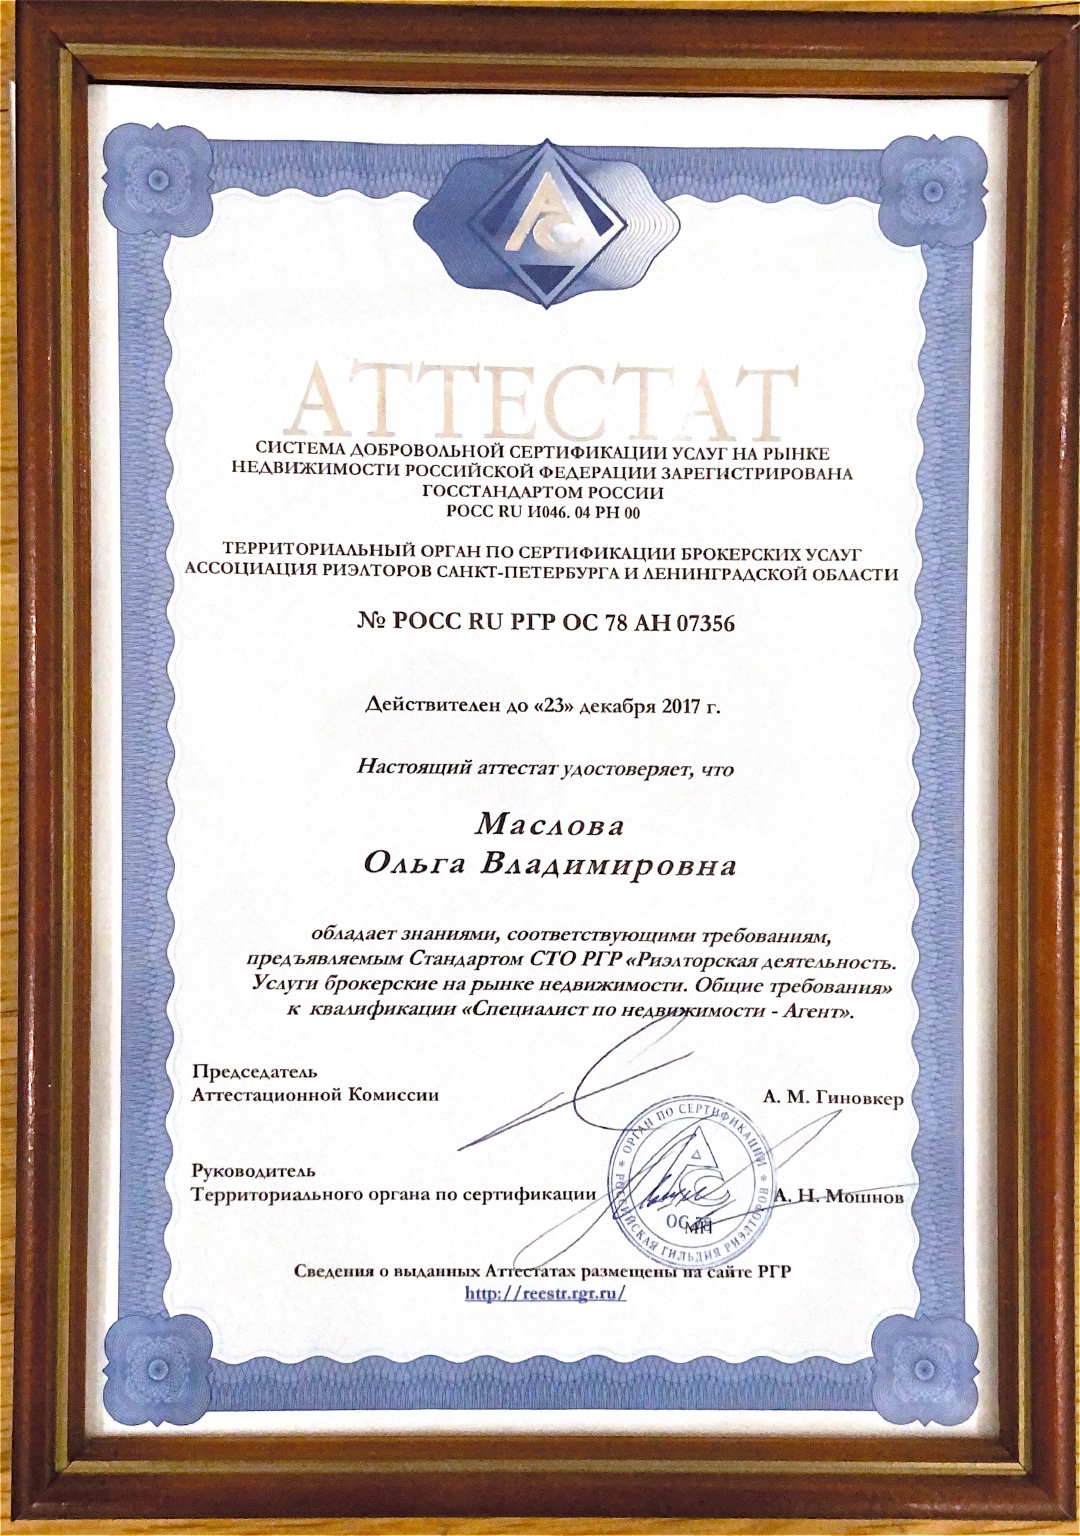 АС
АТТЕСТАТ
СИСТЕМА ДОБРОВОЛЬНОЙ СЕРТИФИКАЦИИ УСЛУГ НА РЫНКЕ
НЕДВИЖИМОСТИ РОССИЙСКОЙ ФЕДЕРАЦИИ ЗАРЕГИСТРИРОВАНА
ГОССТАНДАРТОМ РОССИИ
РОСС RU И046. 04 РН 00
ТЕРРИТОРИАЛЬНЫЙ ОРГАН ПО СЕРТИФИКАЦИИ БРОКЕРСКИХ УСЛУГ
АССОЦИАЦИЯ РИЭЛТОРОВ САНКТ-ПЕТЕРБУРГА И ЛЕНИНГРАДСКОЙ ОБЛАСТИ
№ РОСС RU РГР ОС 78 АН 07356
Действителен до «23» декабря 2017 г.
Настоящий аттестат удостоверяет, что
Маслова
Ольга Владимировна
обладает знаниями, соответствующими требованиям,
предъявляемым Стандартом СТО РГР «Риэлторская деятельность.
Услуги брокерские на рынке недвижимости. Общие требования»
к квалификации «Специалист по недвижимости - Агент».
Председатель
Аттестационной Комиссии
А. М. Гиновкер
Руководитель
Территориального органа по сертификации
А. Н. Мошнов
ОРГАН ПО СЕРТИФИКАЦИИ * РОССИЙСКАЯ ГИЛЬДИЯ РИЭЛТОРОВ *
ОС 78
МП
Сведения о выданных Аттестатах размещены на сайте РГР
http://reestr.rgr.ru/